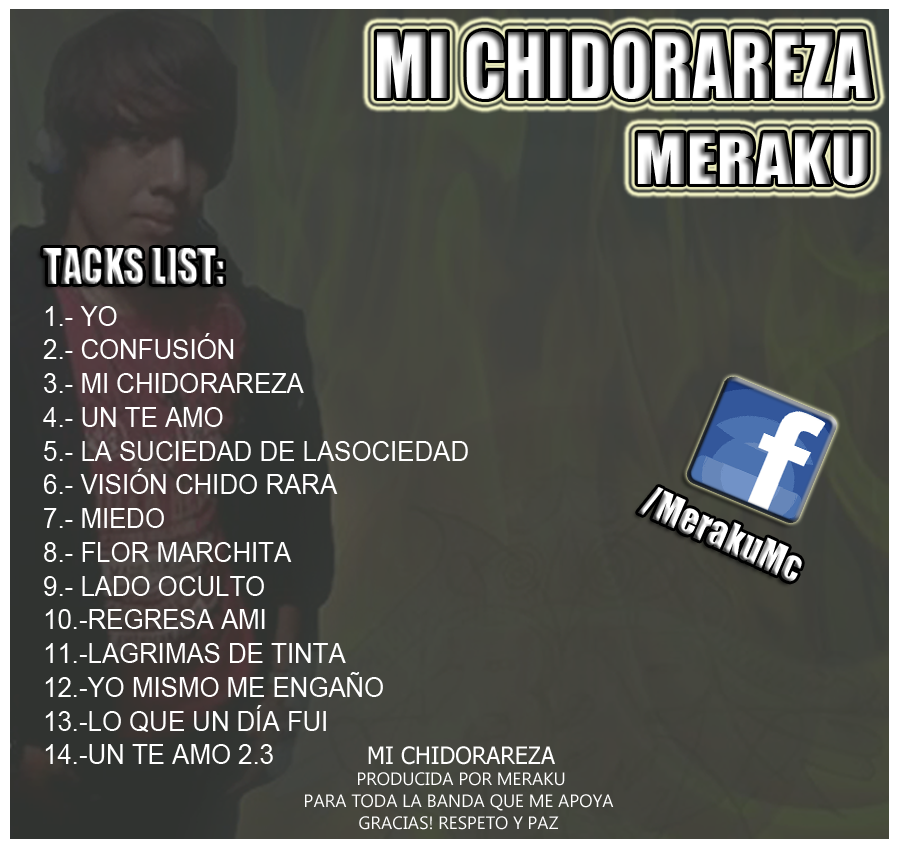 MI CHIDORAREZA
MERAKU
TACKS LIST:
1.- YO
2.- CONFUSIÓN
3.- MI CHIDORAREZA
4.- UN TE AMO
5.- LA SUCIEDAD DE LASOCIEDAD
6.- VISIÓN CHIDO RARA
7.- MIEDO
8.- FLOR MARCHITA
9.- LADO OCULTO
10.-REGRESA AMI
11.-LAGRIMAS DE TINTA
12.-YO MISMO ME ENGAÑO
13.-LO QUE UN DÍA FUI
14.-UN TE AMO 2.3
f
/MerakuMc
MI CHIDORAREZA
PRODUCIDA POR MERAKU
PARA TODA LA BANDA QUE ME APOYA
GRACIAS! RESPETO Y PAZ